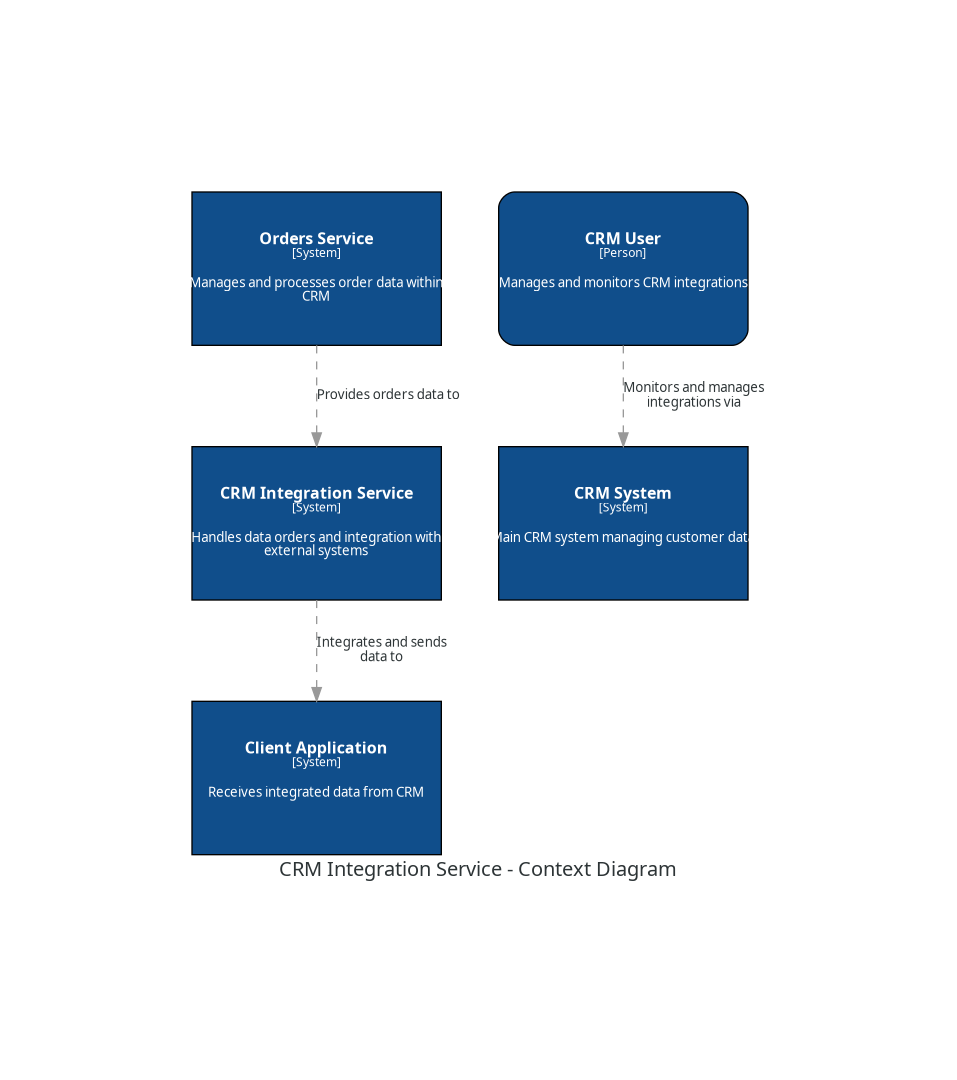 Orders Service
[System]
Manages and processes order data within
CRM
CRM User
[Person]
Manages and monitors CRM integrations
Provides orders data to
Monitors and manages
integrations via
CRM Integration Service
[System]
Handles data orders and integration with
external systems
CRM System
[System]
Main CRM system managing customer data
Integrates and sends
data to
Client Application
[System]
Receives integrated data from CRM
CRM Integration Service - Context Diagram